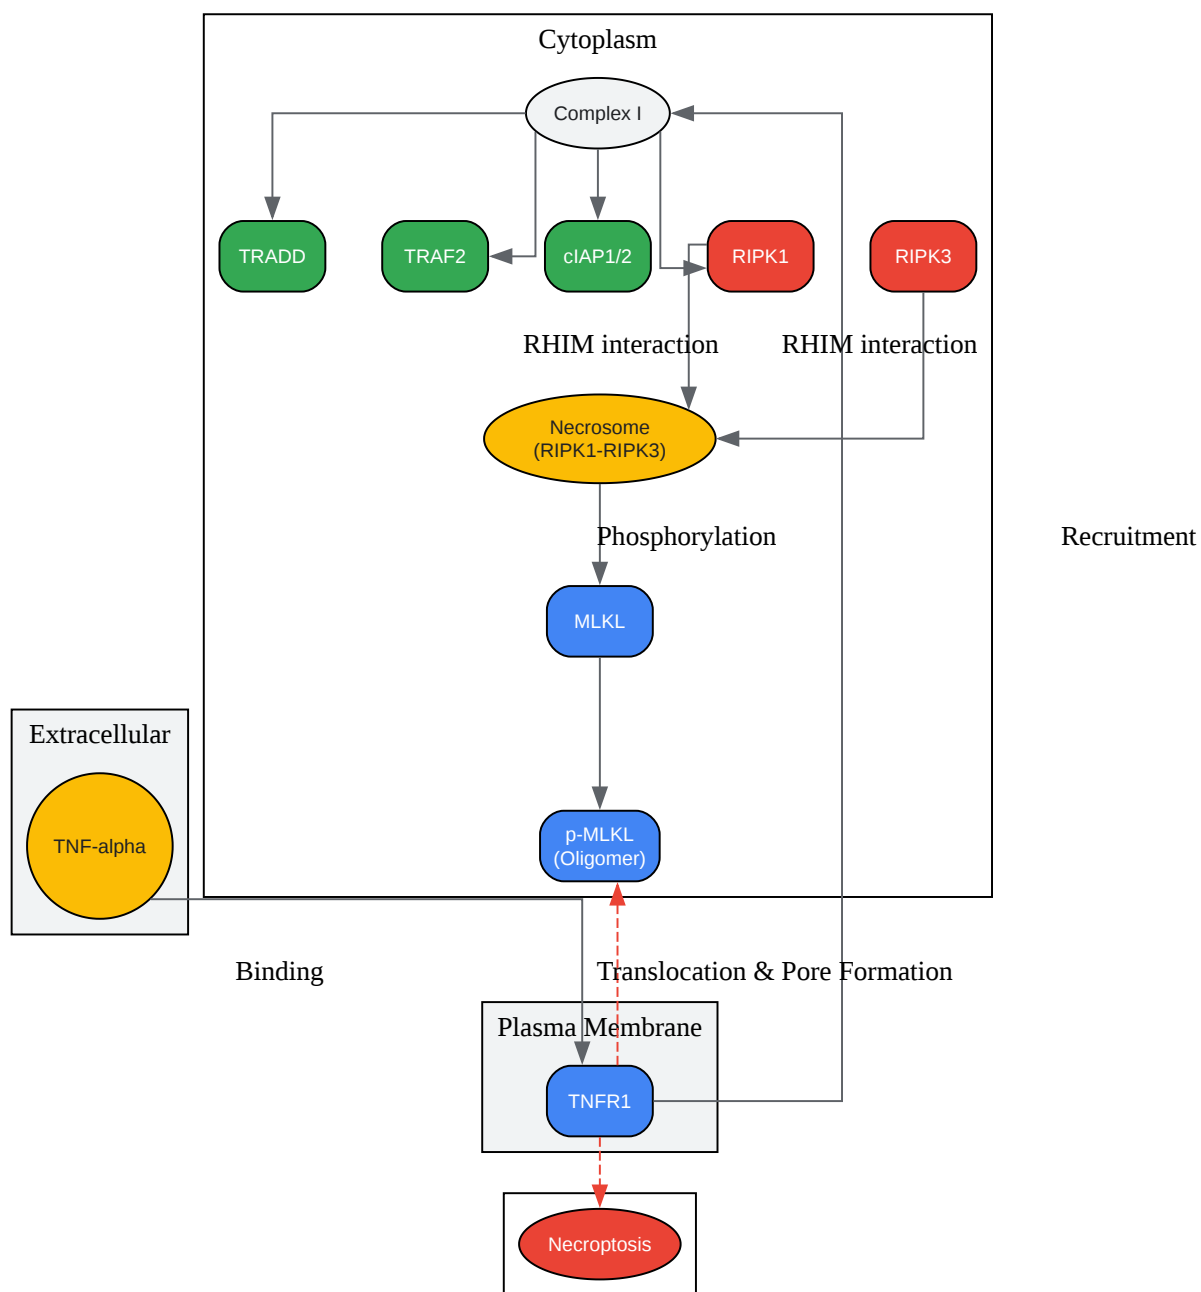 Cytoplasm
Complex I
TRADD
TRAF2
cIAP1/2
RIPK1
RIPK3
RHIM interaction
RHIM interaction
Necrosome
(RIPK1-RIPK3)
Phosphorylation
Recruitment
MLKL
Extracellular
TNF-alpha
p-MLKL
(Oligomer)
Binding
Translocation & Pore Formation
Plasma Membrane
TNFR1
Necroptosis